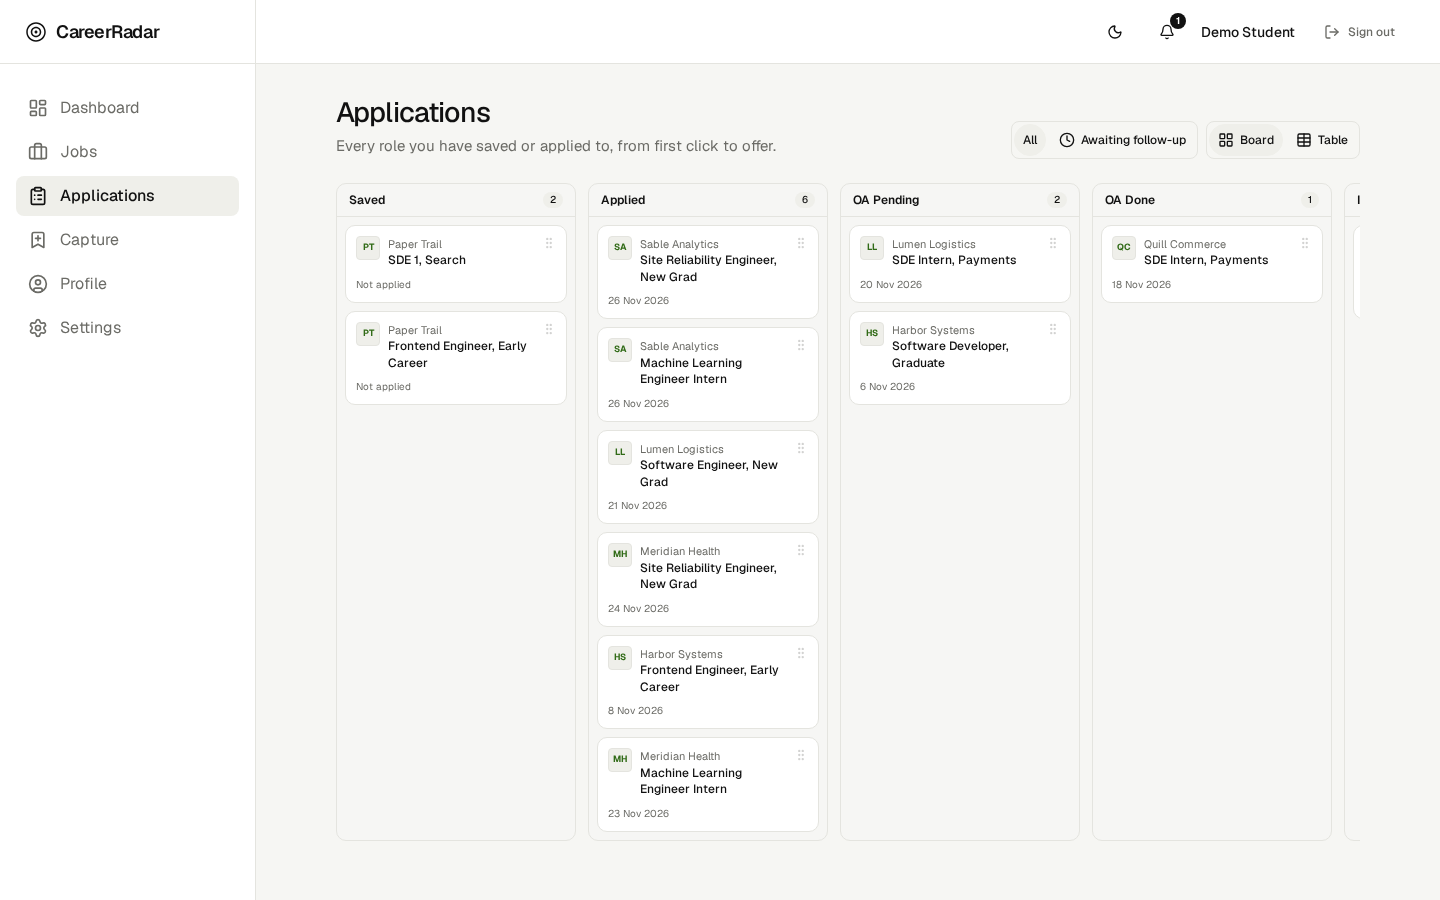 CareerRadar
1
Demo Student
Sign out
Dashboard
Jobs
Applications
Capture
Profile
Settings
Applications
Every role you have saved or applied to, from first click to offer.
All
Awaiting follow-up
Board
Table
Saved
2
PT
Paper Trail
SDE 1, Search
Not applied
PT
Paper Trail
Frontend Engineer, Early
Career
Not applied
Applied
6
SA
Sable Analytics
Site Reliability Engineer,
New Grad
26 Nov 2026
SA
Sable Analytics
Machine Learning
Engineer Intern
26 Nov 2026
LL
Lumen Logistics
Software Engineer, New
Grad
21 Nov 2026
MH
Meridian Health
Site Reliability Engineer,
New Grad
24 Nov 2026
HS
Harbor Systems
Frontend Engineer, Early
Career
8 Nov 2026
MH
Meridian Health
Machine Learning
Engineer Intern
23 Nov 2026
OA Pending
2
LL
Lumen Logistics
SDE Intern, Payments
20 Nov 2026
HS
Harbor Systems
Software Developer,
Graduate
6 Nov 2026
OA Done
1
QC
Quill Commerce
SDE Intern, Payments
18 Nov 2026